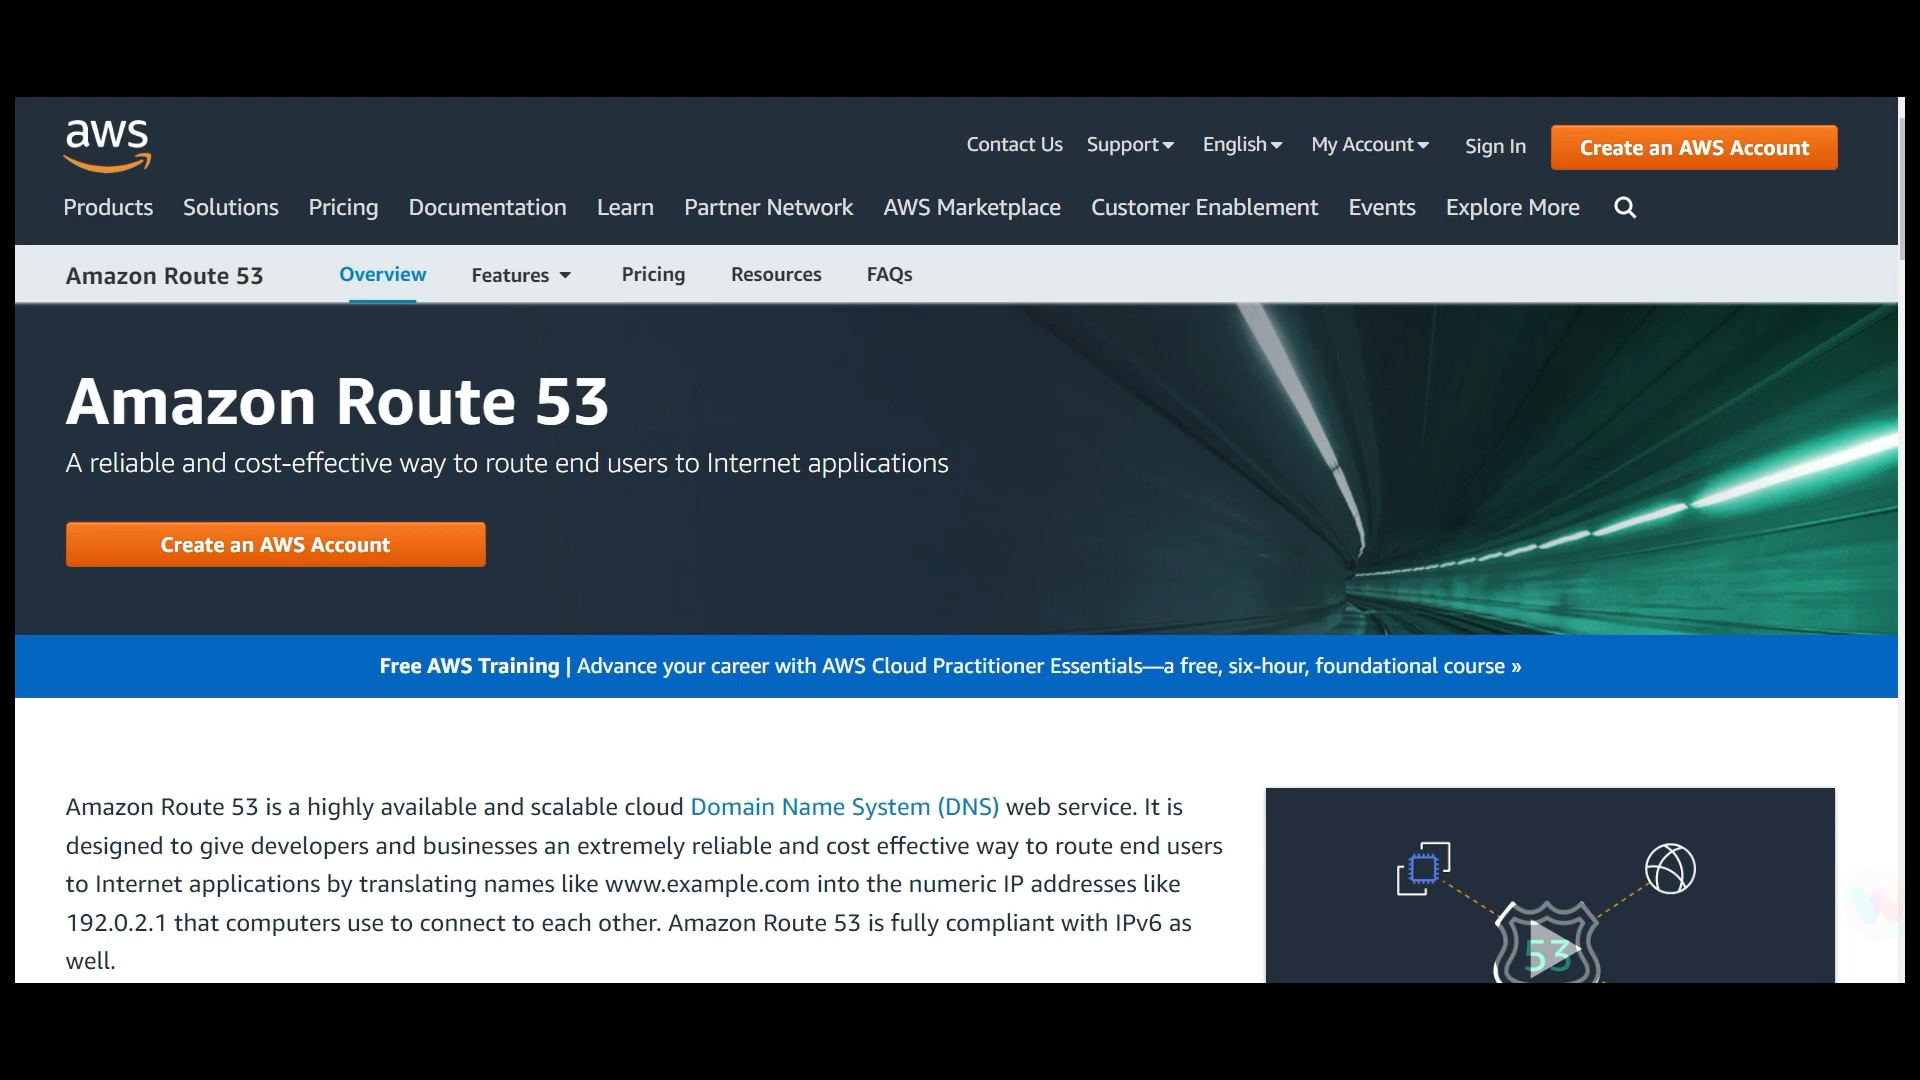 aws
Contact Us Support English My Account Sign In Create an AWS Account
Products Solutions Pricing Documentation Learn Partner Network AWS Marketplace Customer Enablement Events Explore More
Amazon Route 53 Overview Features Pricing Resources FAQs
Amazon Route 53
A reliable and cost-effective way to route end users to Internet applications
Create an AWS Account
Free AWS Training | Advance your career with AWS Cloud Practitioner Essentials—a free, six-hour, foundational course »
Amazon Route 53 is a highly available and scalable cloud Domain Name System (DNS) web service. It is
designed to give developers and businesses an extremely reliable and cost effective way to route end users
to Internet applications by translating names like www.example.com into the numeric IP addresses like
192.0.2.1 that computers use to connect to each other. Amazon Route 53 is fully compliant with IPv6 as
well.
53